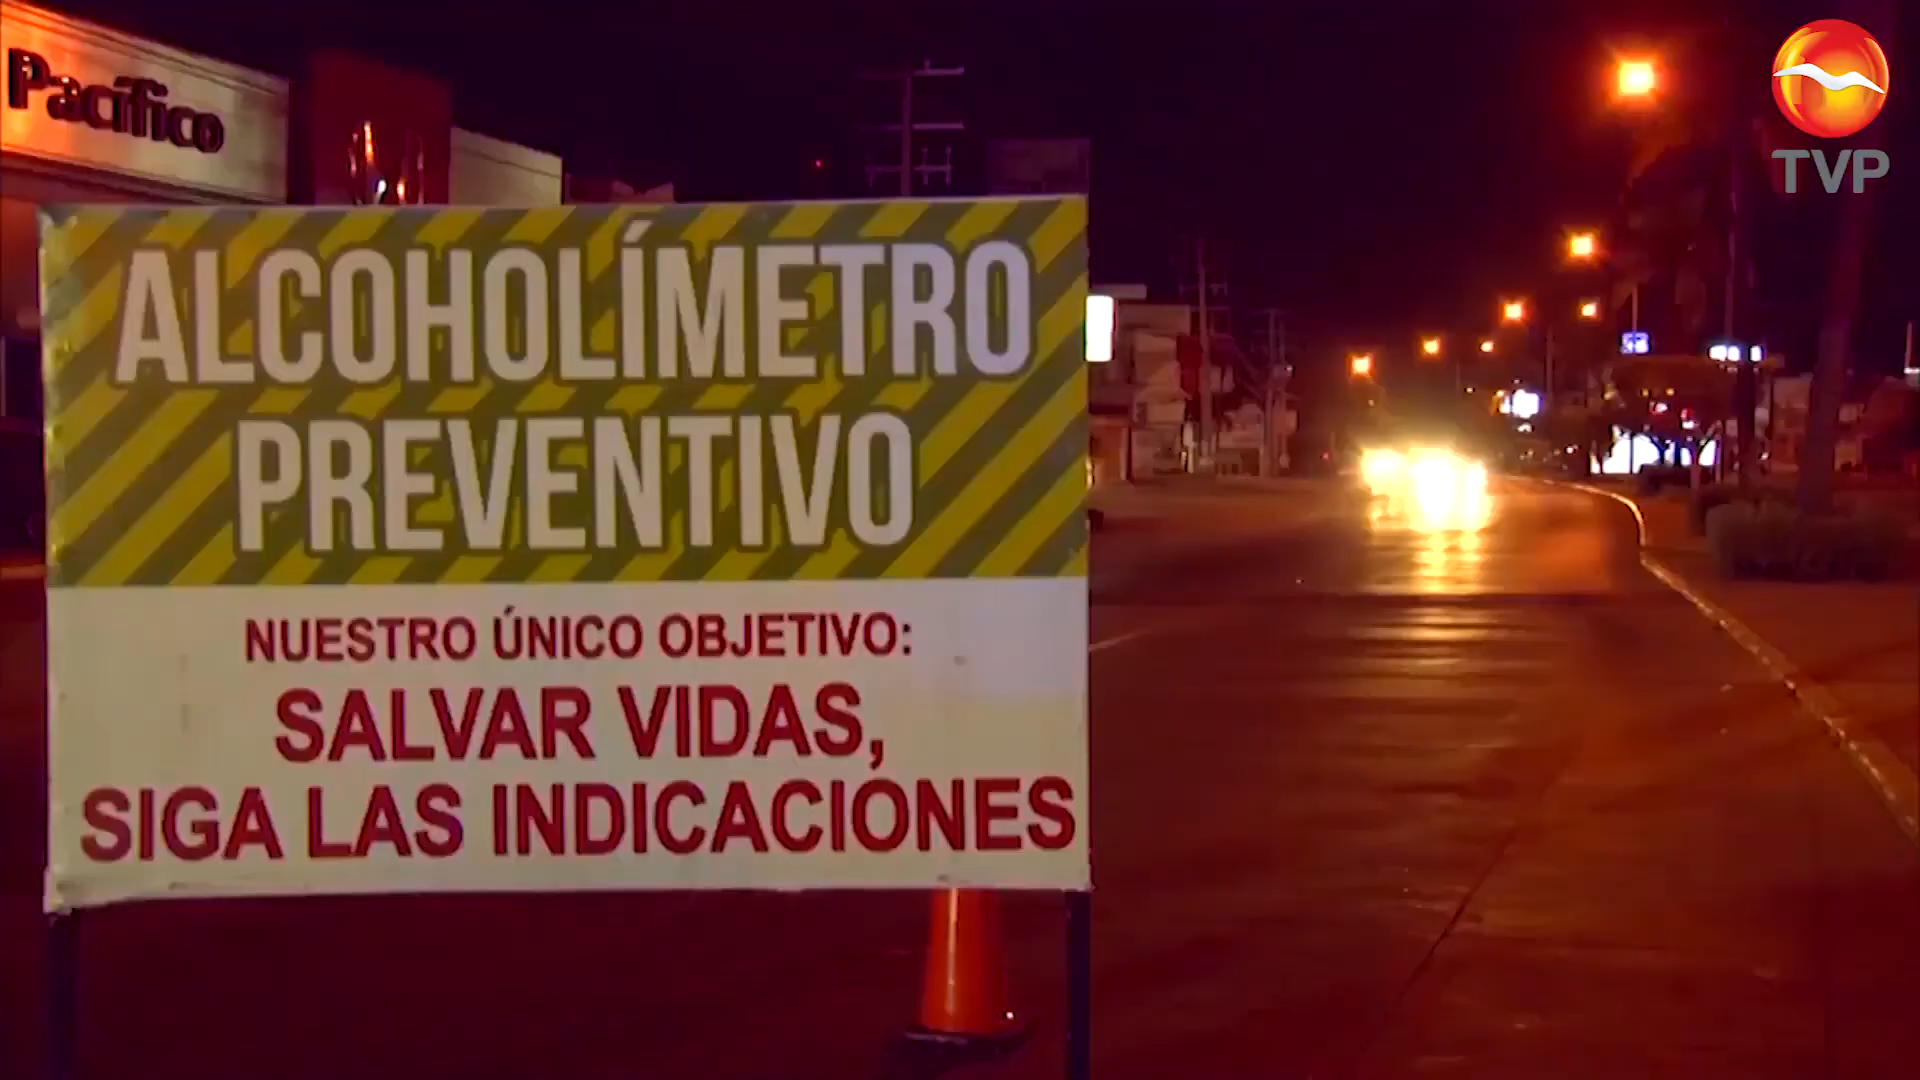 Pacífico
TVP
ALCOHOLÍMETRO
PREVENTIVO
NUESTRO ÚNICO OBJETIVO:
SALVAR VIDAS,
SIGA LAS INDICACIONES